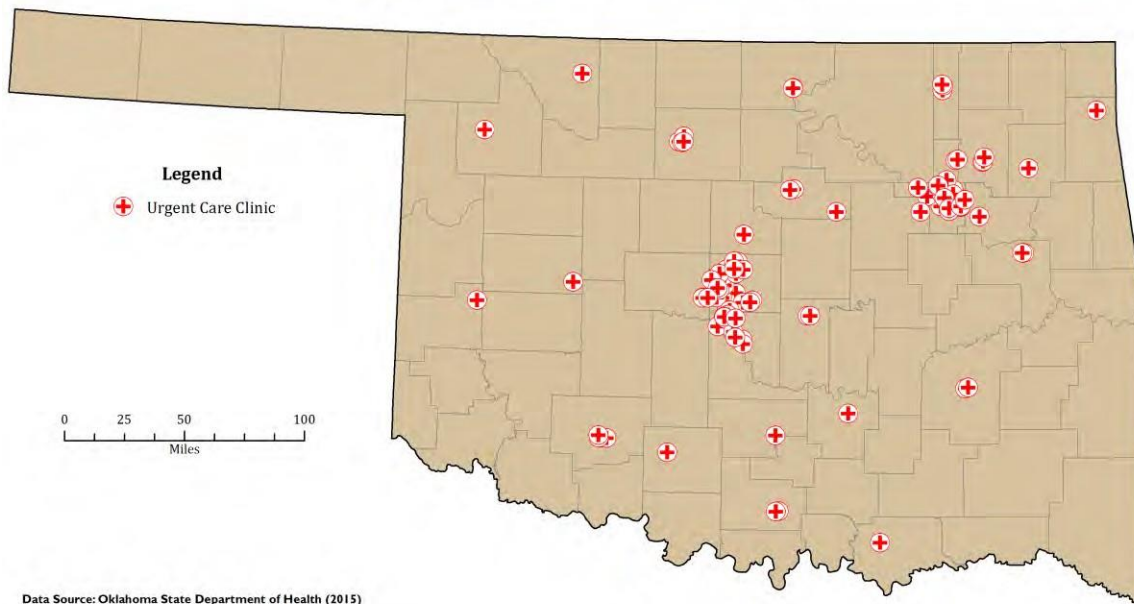 Legend
Urgent Care Clinic
0 25 50 100
Miles
Data Source: Oklahoma State Department of Health (2015)